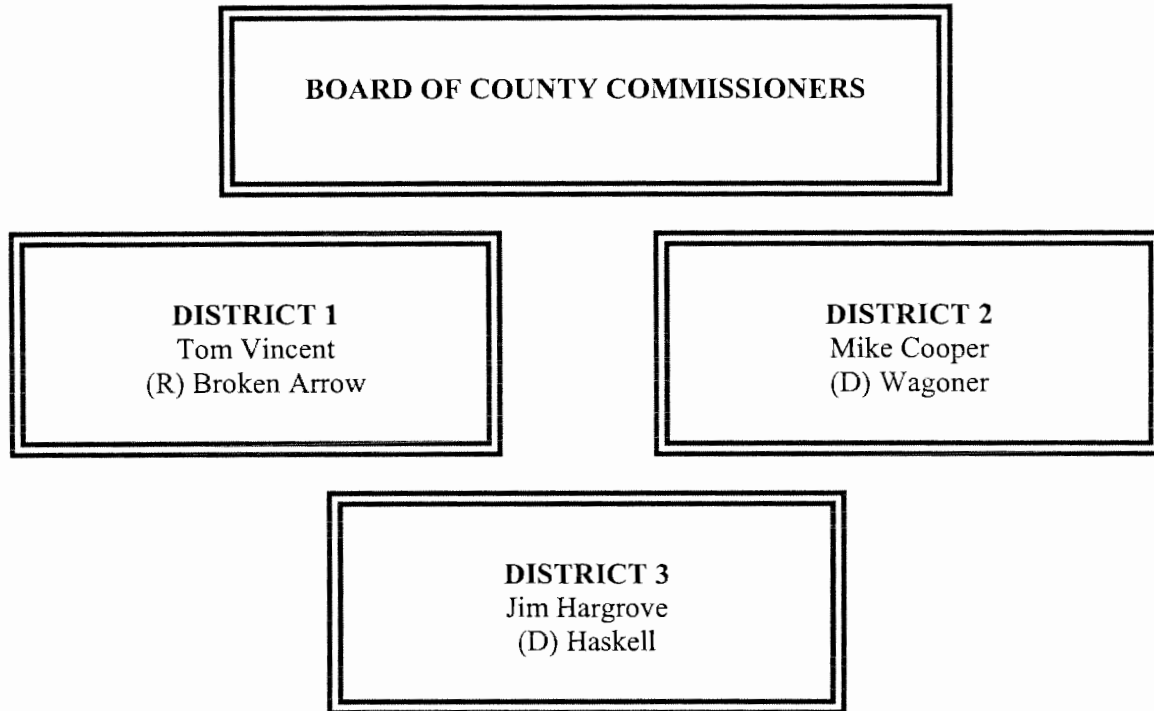 BOARD OF COUNTY COMMISSIONERS
DISTRICT 1
Tom Vincent
(R) Broken Arrow
DISTRICT 2
Mike Cooper
(D) Wagoner
DISTRICT 3
Jim Hargrove
(D) Haskell